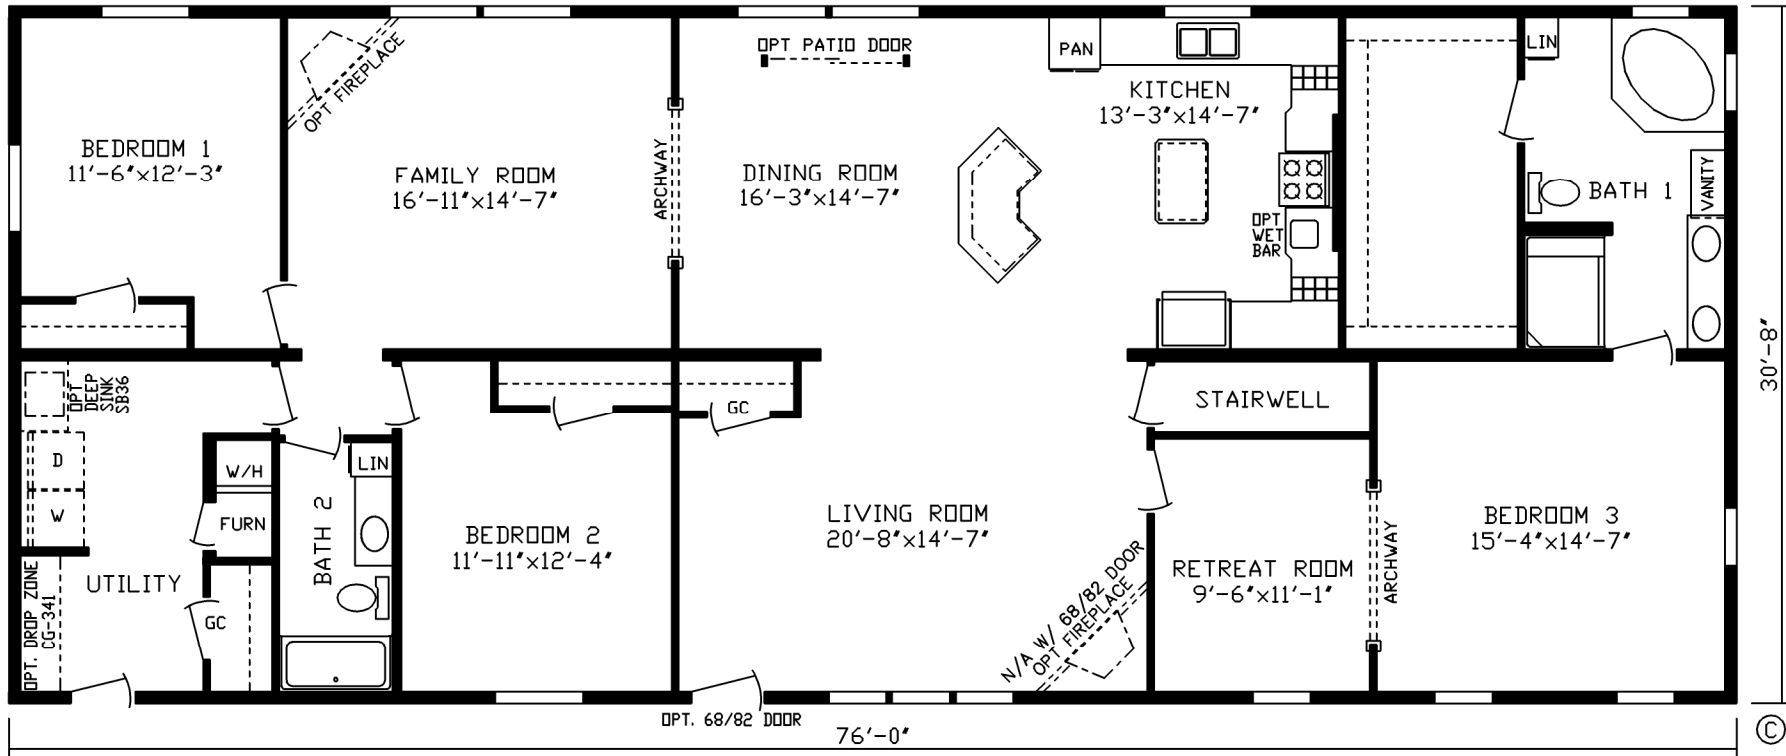 OPT PATIO DOOR
PAN
LIN
OPT FIREPLACE
KITCHEN
13'-3"x14'-7"
BEDROOM 1
11'-6"x12'-3"
FAMILY ROOM
16'-11"x14'-7"
ARCHWAY
DINING ROOM
16'-3"x14'-7"
VANITY
BATH 1
OPT
WET
BAR
30'-8"
OPT
DEEP
SINK
SB36
GC
STAIRWELL
D
W/H
LIN
W
FURN
BATH 2
BEDROOM 2
11'-11"x12'-4"
LIVING ROOM
20'-8"x14'-7"
BEDROOM 3
15'-4"x14'-7"
ARCHWAY
UTILITY
RETREAT ROOM
9'-6"x11'-1"
OPT. DROP ZONE
CG-341
GC
N/A W/ 68/82 DOOR
OPT FIREPLACE
OPT. 68/82 DOOR
76'-0"
©